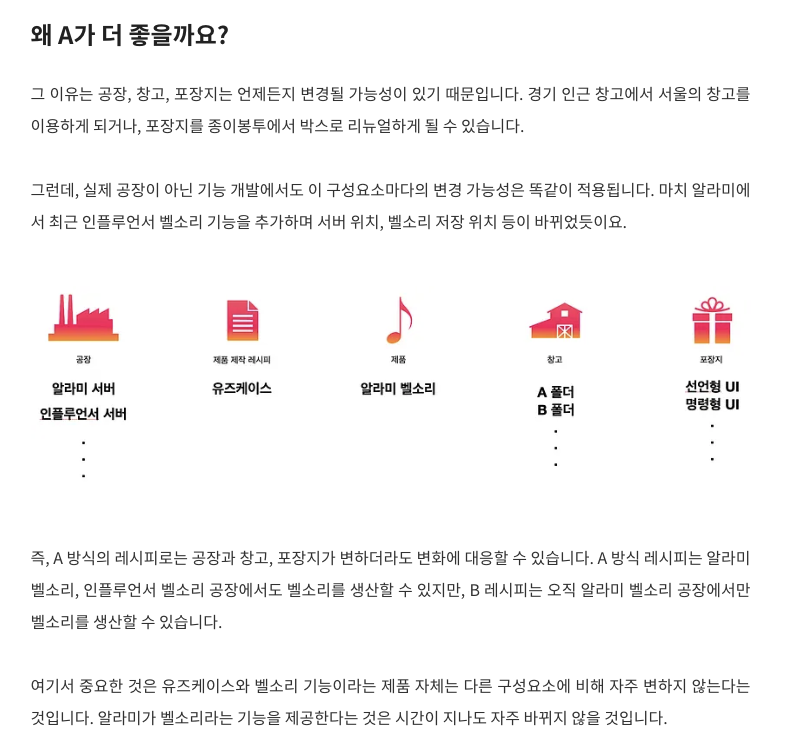 왜 A가 더 좋을까요?
그 이유는 공장, 창고, 포장지는 언제든지 변경될 가능성이 있기 때문입니다. 경기 인근 창고에서 서울의 창고를
이용하게 되거나, 포장지를 종이봉투에서 박스로 리뉴얼하게 될 수 있습니다.
그런데, 실제 공장이 아닌 기능 개발에서도 이 구성요소마다의 변경 가능성은 똑같이 적용됩니다. 마치 알라미에
서 최근 인플루언서 벨소리 기능을 추가하며 서버 위치, 벨소리 저장 위치 등이 바뀌었듯이요.
공장
제품 제작 레시피
제품
창고
포장지
알라미 서버
인플루언서 서버
유즈케이스
알라미 벨소리
A 폴더
B 폴더
선언형 UI
명령형 UI
즉, A 방식의 레시피로는 공장과 창고, 포장지가 변하더라도 변화에 대응할 수 있습니다. A 방식 레시피는 알라미
벨소리, 인플루언서 벨소리 공장에서도 벨소리를 생산할 수 있지만, B 레시피는 오직 알라미 벨소리 공장에서만
벨소리를 생산할 수 있습니다.
여기서 중요한 것은 유즈케이스와 벨소리 기능이라는 제품 자체는 다른 구성요소에 비해 자주 변하지 않는다는
것입니다. 알라미가 벨소리라는 기능을 제공한다는 것은 시간이 지나도 자주 바뀌지 않을 것입니다.